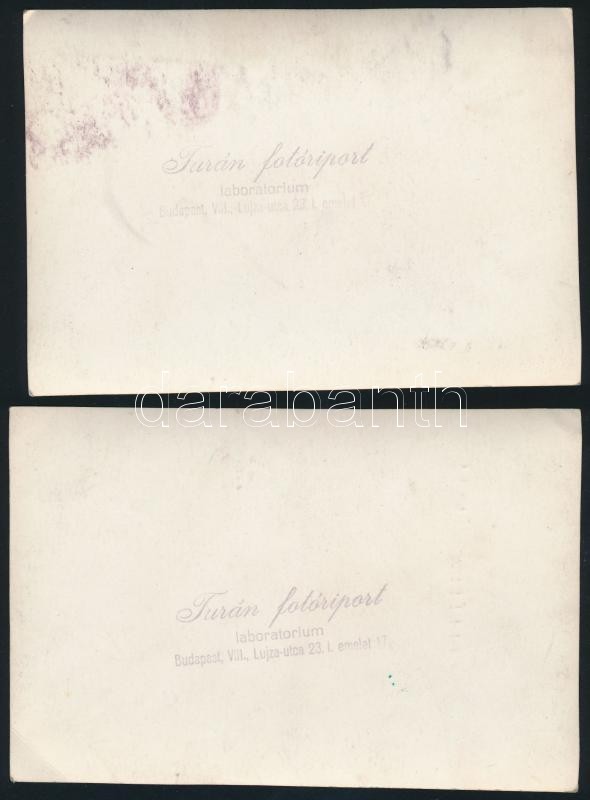 Turán fotóriport
laboratorium
Budapest, VIII., Lujza-utca 23. I. emelet
darabanth
Turán fotóriport
laboratorium
Budapest, VIII., Lujza-utca 23. I. emelet 17.